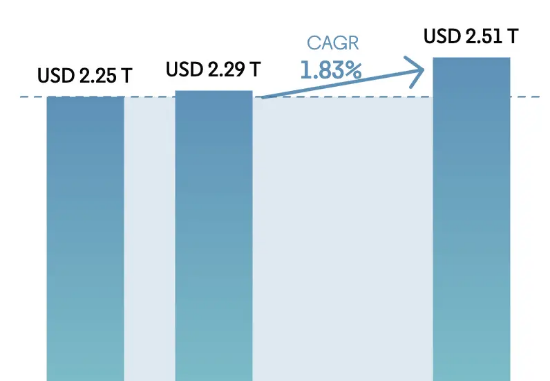 USD 2.25 T
USD 2.29 T
CAGR
1.83%
USD 2.51 T